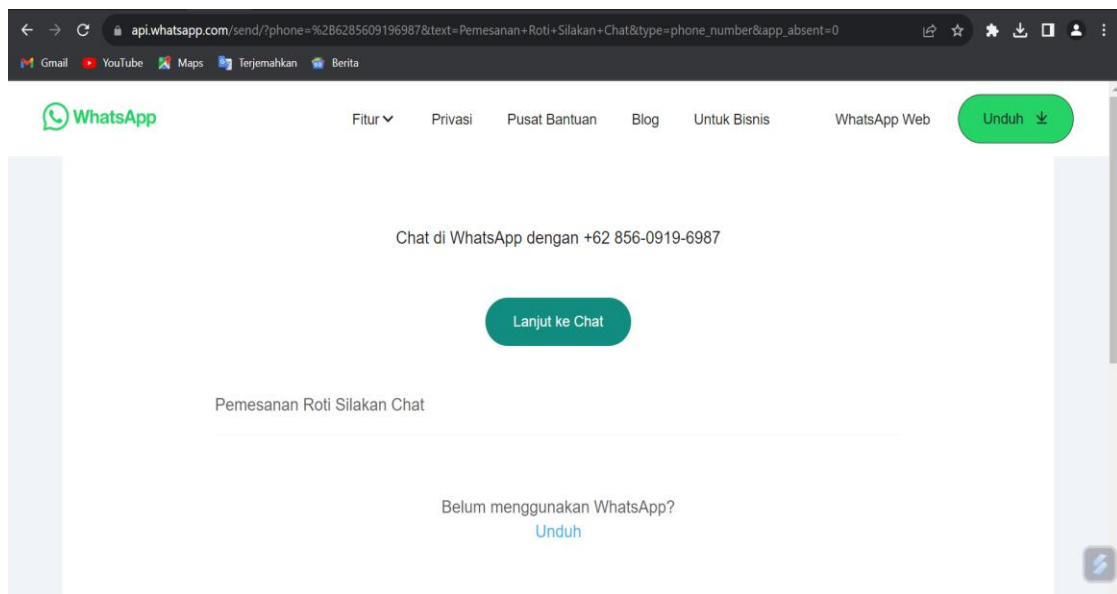 api.whatsapp.com/send/?phone=%2B6285609196987&text=Pemesanan+Roti+Silakan+Chat&type=phone_number&app_absent=0
Gmail YouTube Maps Terjemahkan Berita
WhatsApp Fitur Privasi Pusat Bantuan Blog Untuk Bisnis WhatsApp Web Unduh
Chat di WhatsApp dengan +62 856-0919-6987
Lanjut ke Chat
Pemesanan Roti Silakan Chat
Belum menggunakan WhatsApp?
Unduh